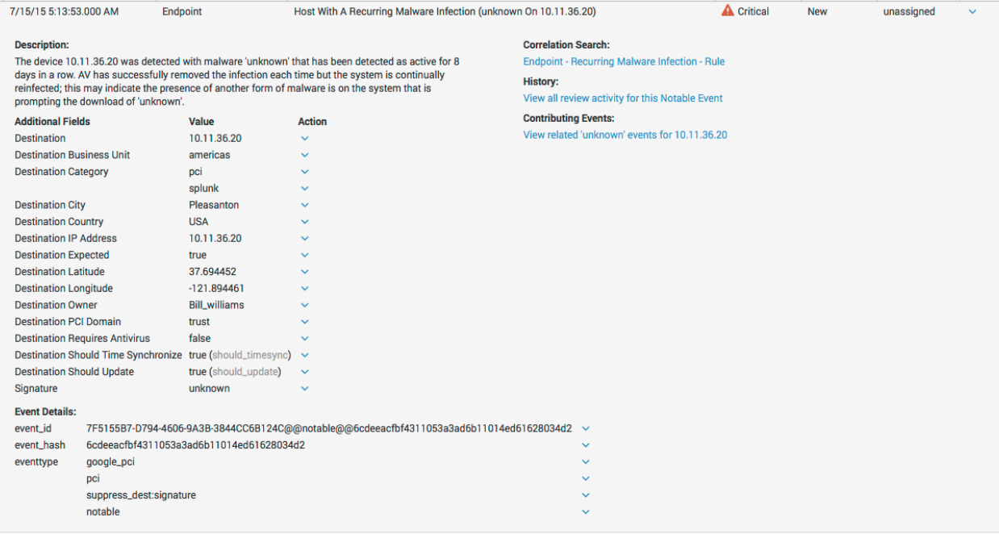 7/15/15 5:13:53.000 AM Endpoint Host With A Recurring Malware Infection (unknown On 10.11.36.20) Critical New unassigned
Description:
The device 10.11.36.20 was detected with malware 'unknown' that has been detected as active for 8
days in a row. AV has successfully removed the infection each time but the system is continually
reinfected; this may indicate the presence of another form of malware is on the system that is
prompting the download of 'unknown'.
Correlation Search:
Endpoint - Recurring Malware Infection - Rule
History:
View all review activity for this Notable Event
Contributing Events:
View related 'unknown' events for 10.11.36.20
Additional Fields Value Action
Destination 10.11.36.20
Destination Business Unit americas
Destination Category pci
splunk
Destination City Pleasanton
Destination Country USA
Destination IP Address 10.11.36.20
Destination Expected true
Destination Latitude 37.694452
Destination Longitude -121.894461
Destination Owner Bill_williams
Destination PCI Domain trust
Destination Requires Antivirus false
Destination Should Time Synchronize true (should_timesync)
Destination Should Update true (should_update)
Signature unknown
Event Details:
event_id 7F5155B7-D794-4606-9A3B-3844CC6B124C@@notable@@6cdeeacfbf4311053a3ad6b11014ed61628034d2
event_hash 6cdeeacfbf4311053a3ad6b11014ed61628034d2
eventtype google_pci
pci
suppress_dest:signature
notable